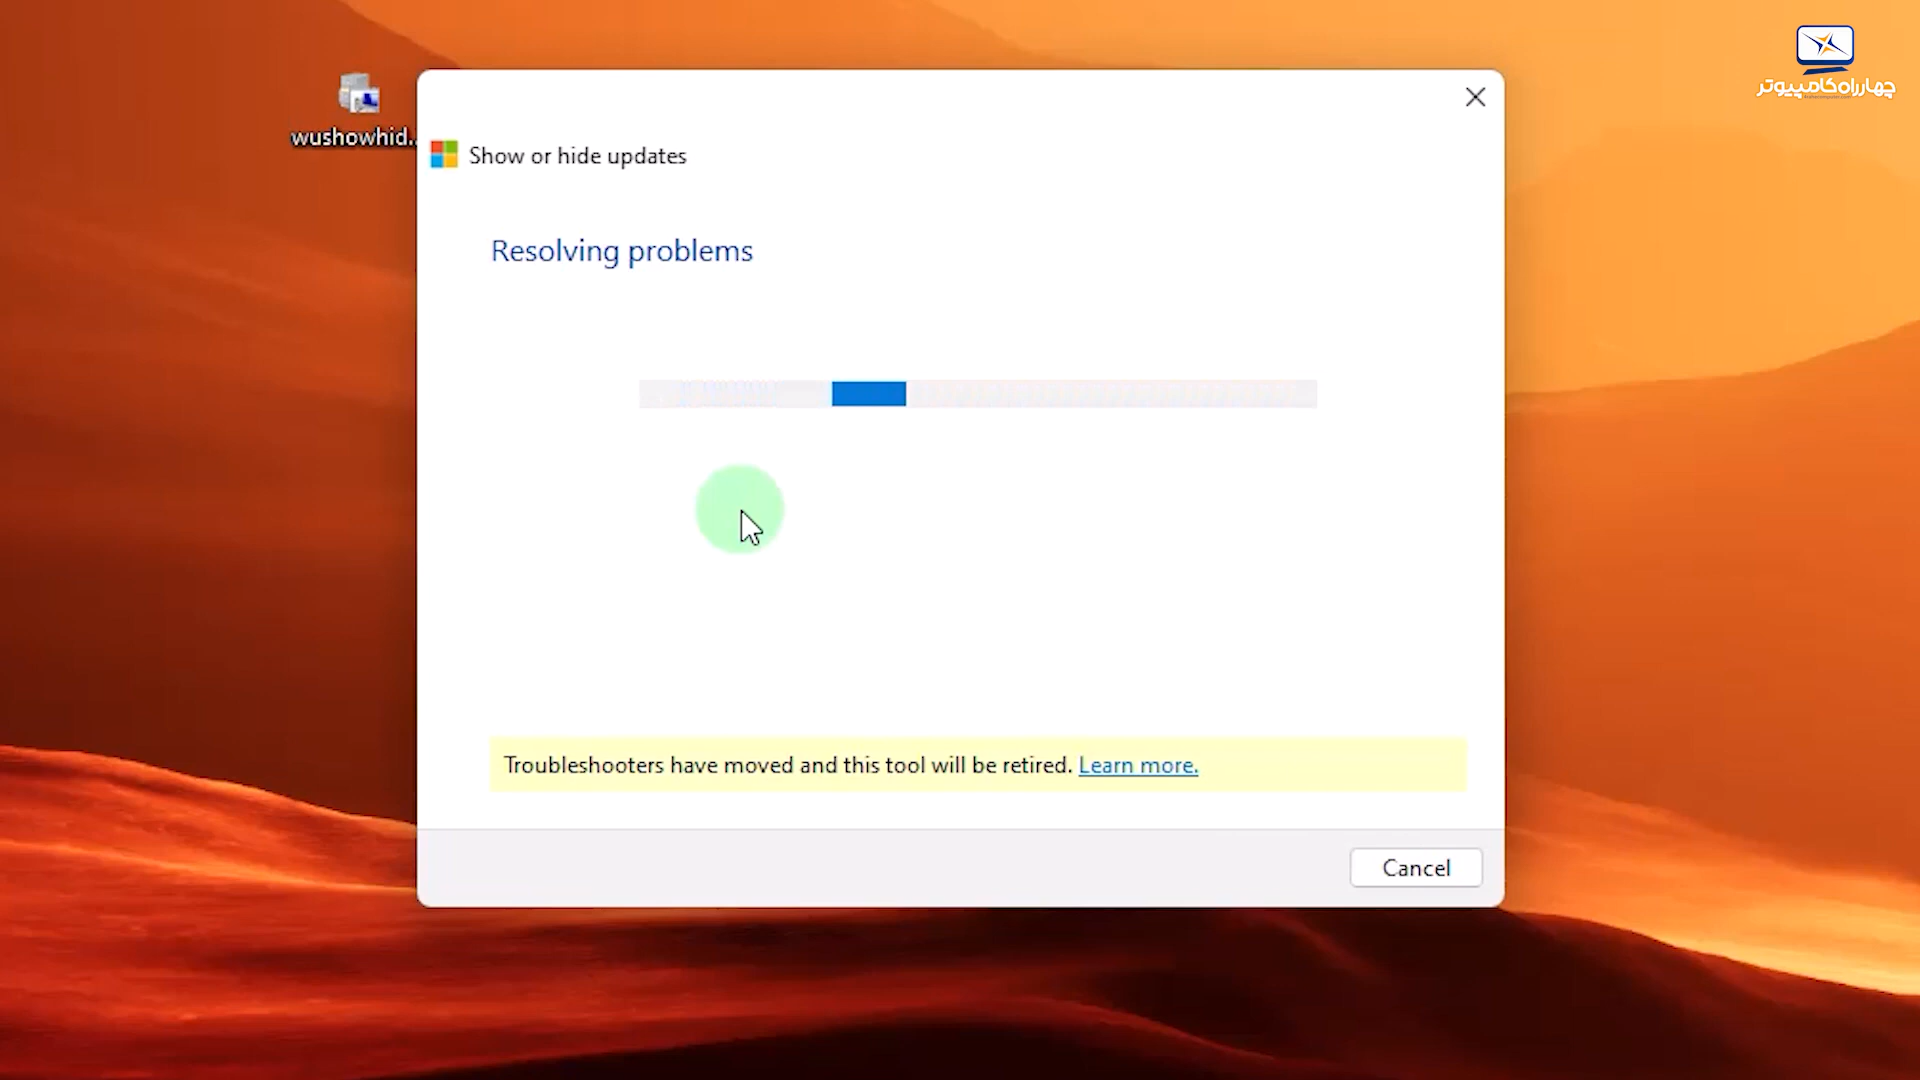 چهارراه کامپیوتر
wushowhid...
Show or hide updates
Resolving problems
Troubleshooters have moved and this tool will be retired. Learn more.
Cancel